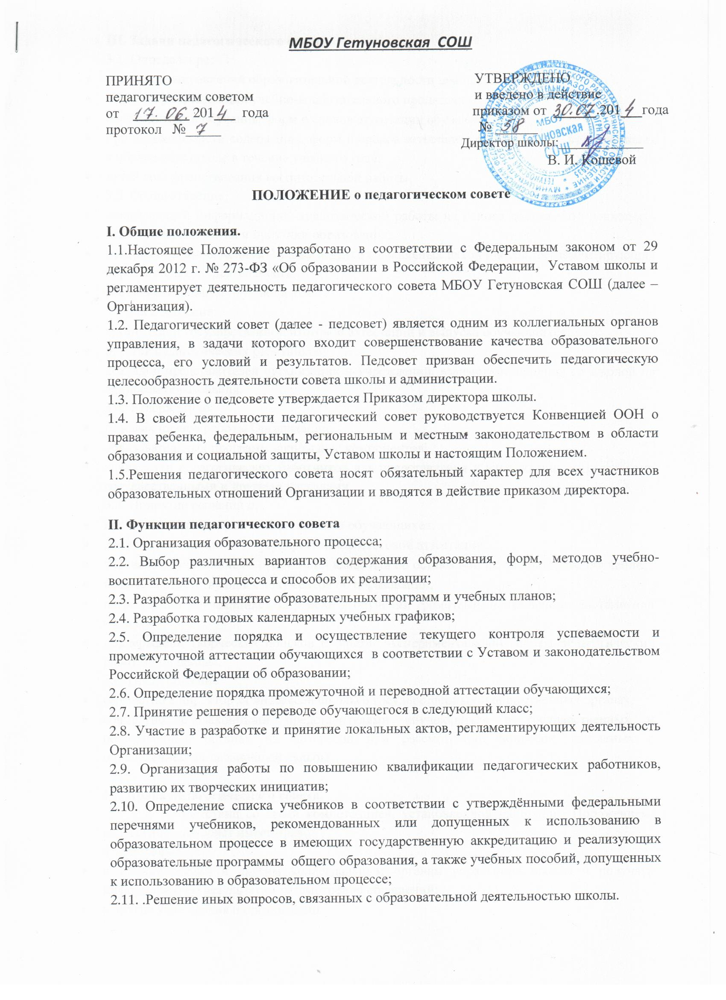 МБОУ Гетуновская СОШ
ПРИНЯТО
педагогическим советом
от 17. 06. 2014 года
протокол № 7
УТВЕРЖДЕНО
и введено в действие
приказом от 30.07.2014 года
№ 58
Директор школы:
В. И. Кошевой
МБОУ
Гетуновская
СОШ
ПОЛОЖЕНИЕ о педагогическом совете
I. Общие положения.
1.1.Настоящее Положение разработано в соответствии с Федеральным законом от 29
декабря 2012 г. № 273-ФЗ «Об образовании в Российской Федерации, Уставом школы и
регламентирует деятельность педагогического совета МБОУ Гетуновская СОШ (далее –
Организация).
1.2. Педагогический совет (далее - педсовет) является одним из коллегиальных органов
управления, в задачи которого входит совершенствование качества образовательного
процесса, его условий и результатов. Педсовет призван обеспечить педагогическую
целесообразность деятельности совета школы и администрации.
1.3. Положение о педсовете утверждается Приказом директора школы.
1.4. В своей деятельности педагогический совет руководствуется Конвенцией ООН о
правах ребенка, федеральным, региональным и местным законодательством в области
образования и социальной защиты, Уставом школы и настоящим Положением.
1.5.Решения педагогического совета носят обязательный характер для всех участников
образовательных отношений Организации и вводятся в действие приказом директора.
II. Функции педагогического совета
2.1. Организация образовательного процесса;
2.2. Выбор различных вариантов содержания образования, форм, методов учебно-
воспитательного процесса и способов их реализации;
2.3. Разработка и принятие образовательных программ и учебных планов;
2.4. Разработка годовых календарных учебных графиков;
2.5. Определение порядка и осуществление текущего контроля успеваемости и
промежуточной аттестации обучающихся в соответствии с Уставом и законодательством
Российской Федерации об образовании;
2.6. Определение порядка промежуточной и переводной аттестации обучающихся;
2.7. Принятие решения о переводе обучающегося в следующий класс;
2.8. Участие в разработке и принятие локальных актов, регламентирующих деятельность
Организации;
2.9. Организация работы по повышению квалификации педагогических работников,
развитию их творческих инициатив;
2.10. Определение списка учебников в соответствии с утверждёнными федеральными
перечнями учебников, рекомендованных или допущенных к использованию в
образовательном процессе в имеющих государственную аккредитацию и реализующих
образовательные программы общего образования, а также учебных пособий, допущенных
к использованию в образовательном процессе;
2.11. .Решение иных вопросов, связанных с образовательной деятельностью школы.